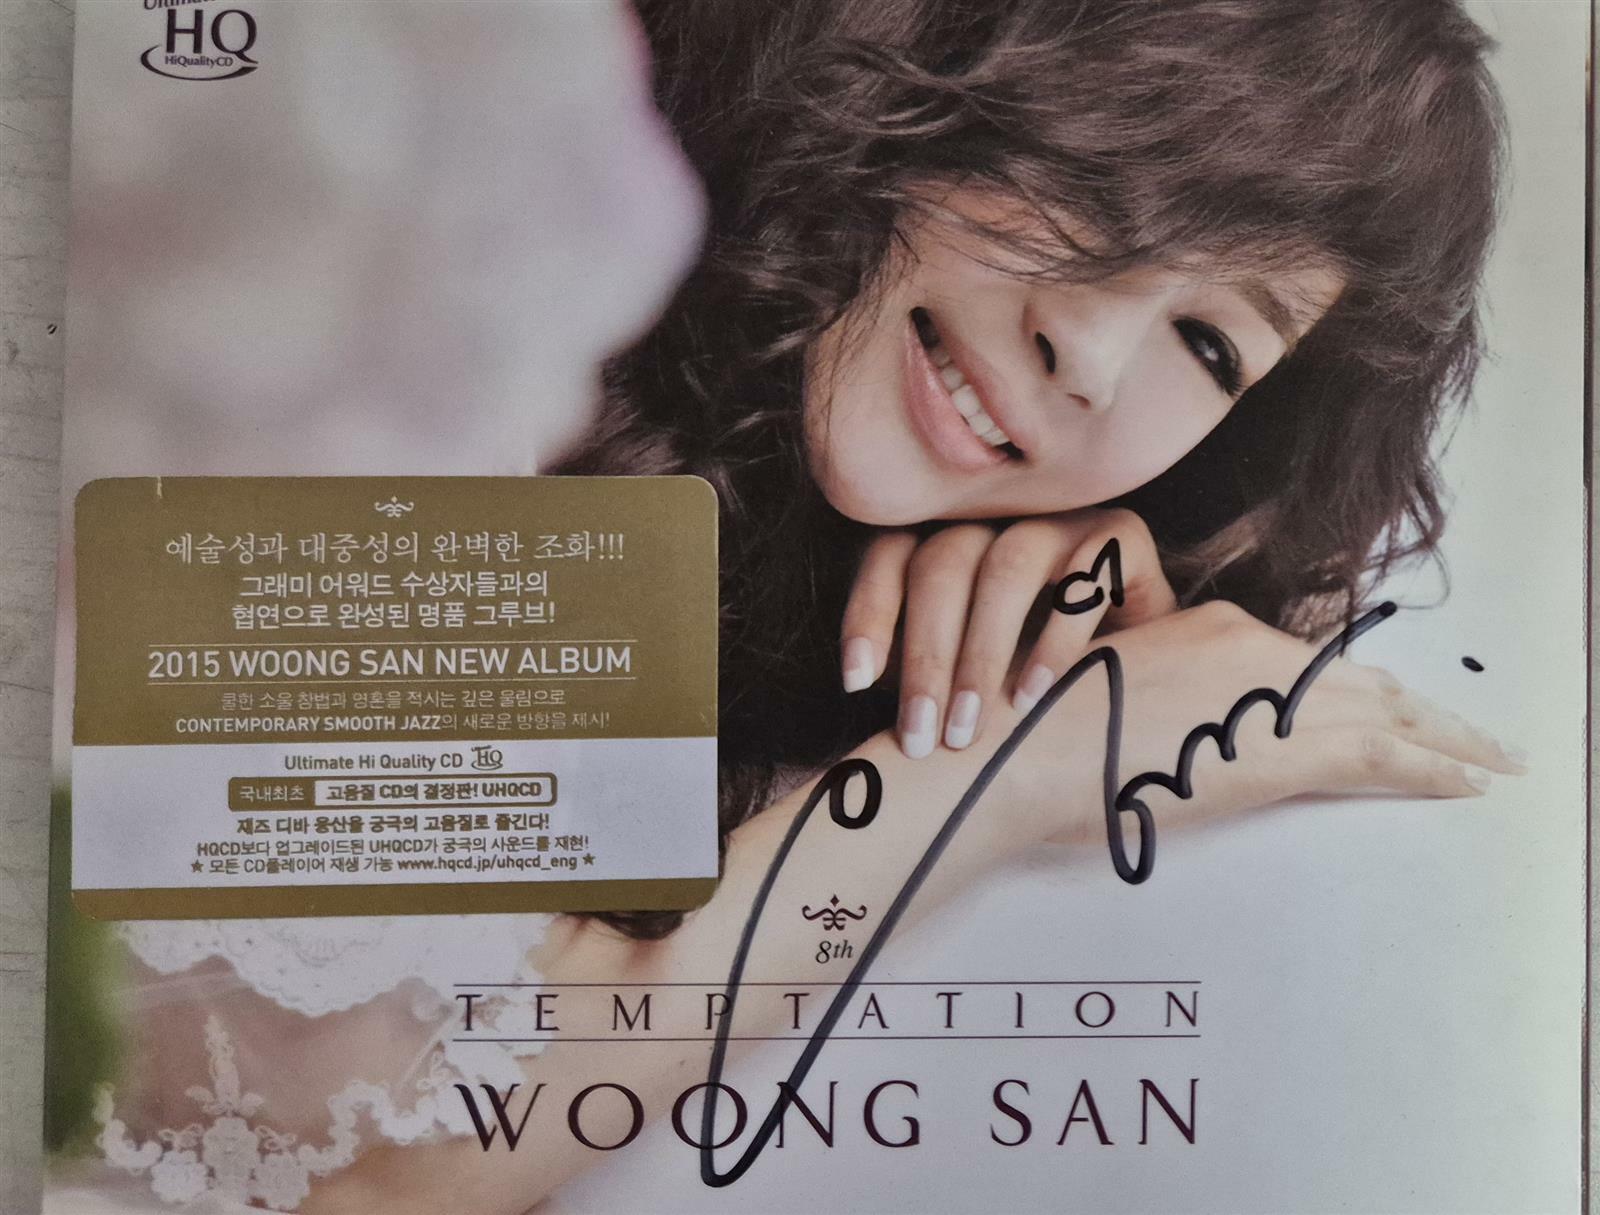 Ultimate
HQ
HiQualityCD
예술성과 대중성의 완벽한 조화!!!
그래미 어워드 수상자들과의
협연으로 완성된 명품 그루브!
2015 WOONG SAN NEW ALBUM
쿨한 소울 창법과 영혼을 적시는 깊은 울림으로
CONTEMPORARY SMOOTH JAZZ의 새로운 방향을 제시!
Ultimate Hi Quality CD HQ
국내최초 고음질 CD의 결정판! UHQCD
재즈 디바 웅산을 궁극의 고음질로 즐긴다!
HQCD보다 업그레이드된 UHQCD가 궁극의 사운드를 재현!
★ 모든 CD플레이어 재생 가능 www.hqcd.jp/uhqcd_eng ★
8th
TEMPTATION
WOONG SAN